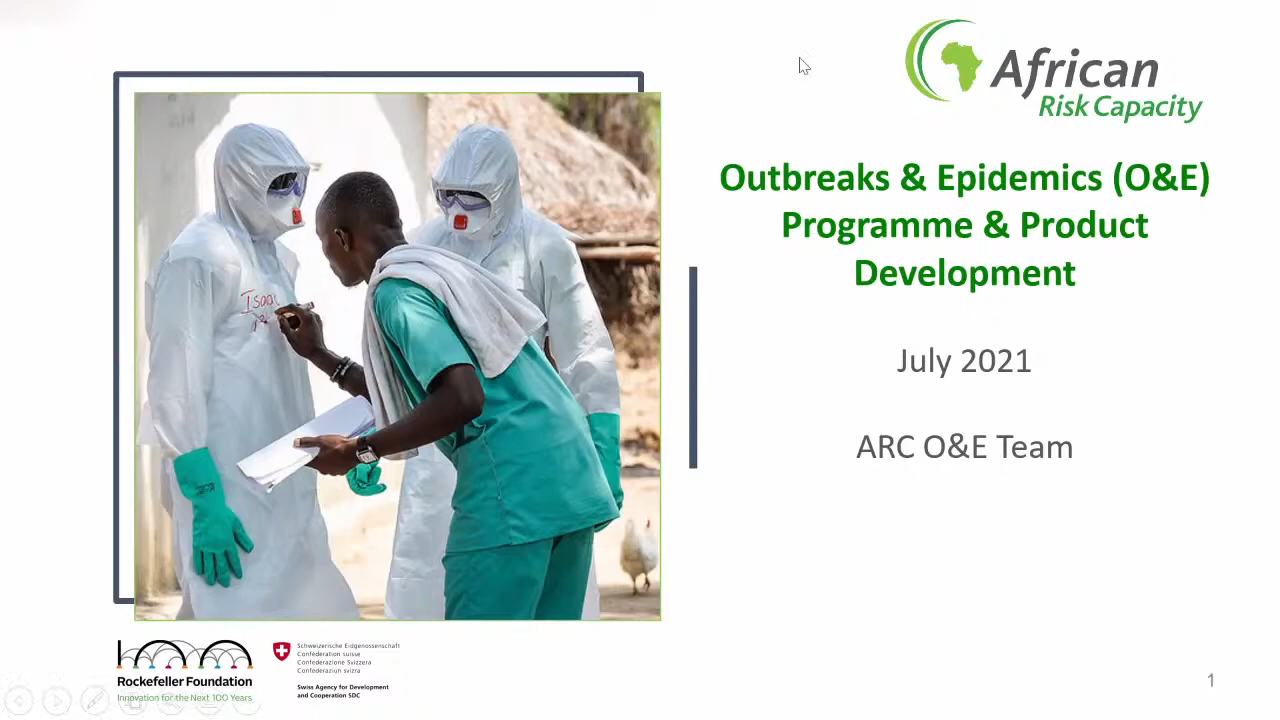 African
Risk Capacity
Outbreaks & Epidemics (O&E)
Programme & Product
Development
July 2021
ARC O&E Team
Isaac
Rockefeller Foundation
Innovation for the Next 100 Years
Schweizerische Eidgenossenschaft
Confédération suisse
Confederazione Svizzera
Confederaziun svizra
Swiss Agency for Development
and Cooperation SDC
1